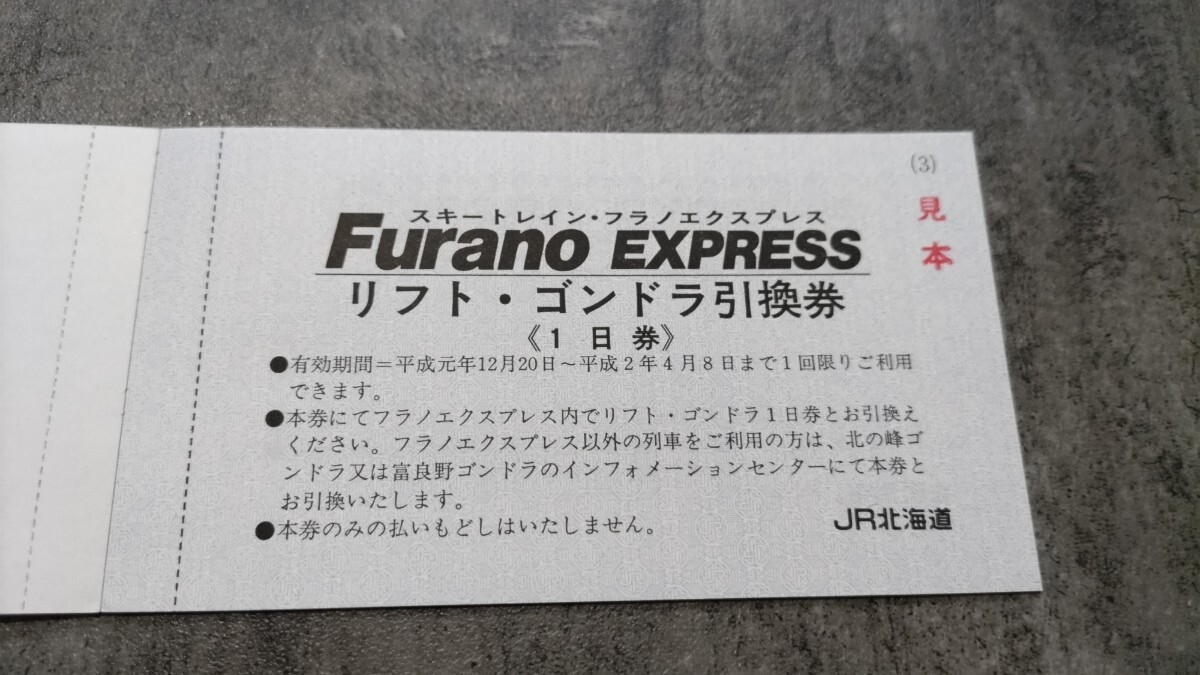 (3)
見本
スキートレイン・フラノエクスプレス
Furano EXPRESS
リフト・ゴンドラ引換券
《1日券》
●有効期間＝平成元年12月20日～平成2年4月8日まで1回限りご利用
できます。
●本券にてフラノエクスプレス内でリフト・ゴンドラ1日券とお引換え
ください。フラノエクスプレス以外の列車をご利用の方は、北の峰ゴ
ンドラ又は富良野ゴンドラのインフォメーションセンターにて本券と
お引換いたします。
●本券のみの払いもどしはいたしません。
JR北海道